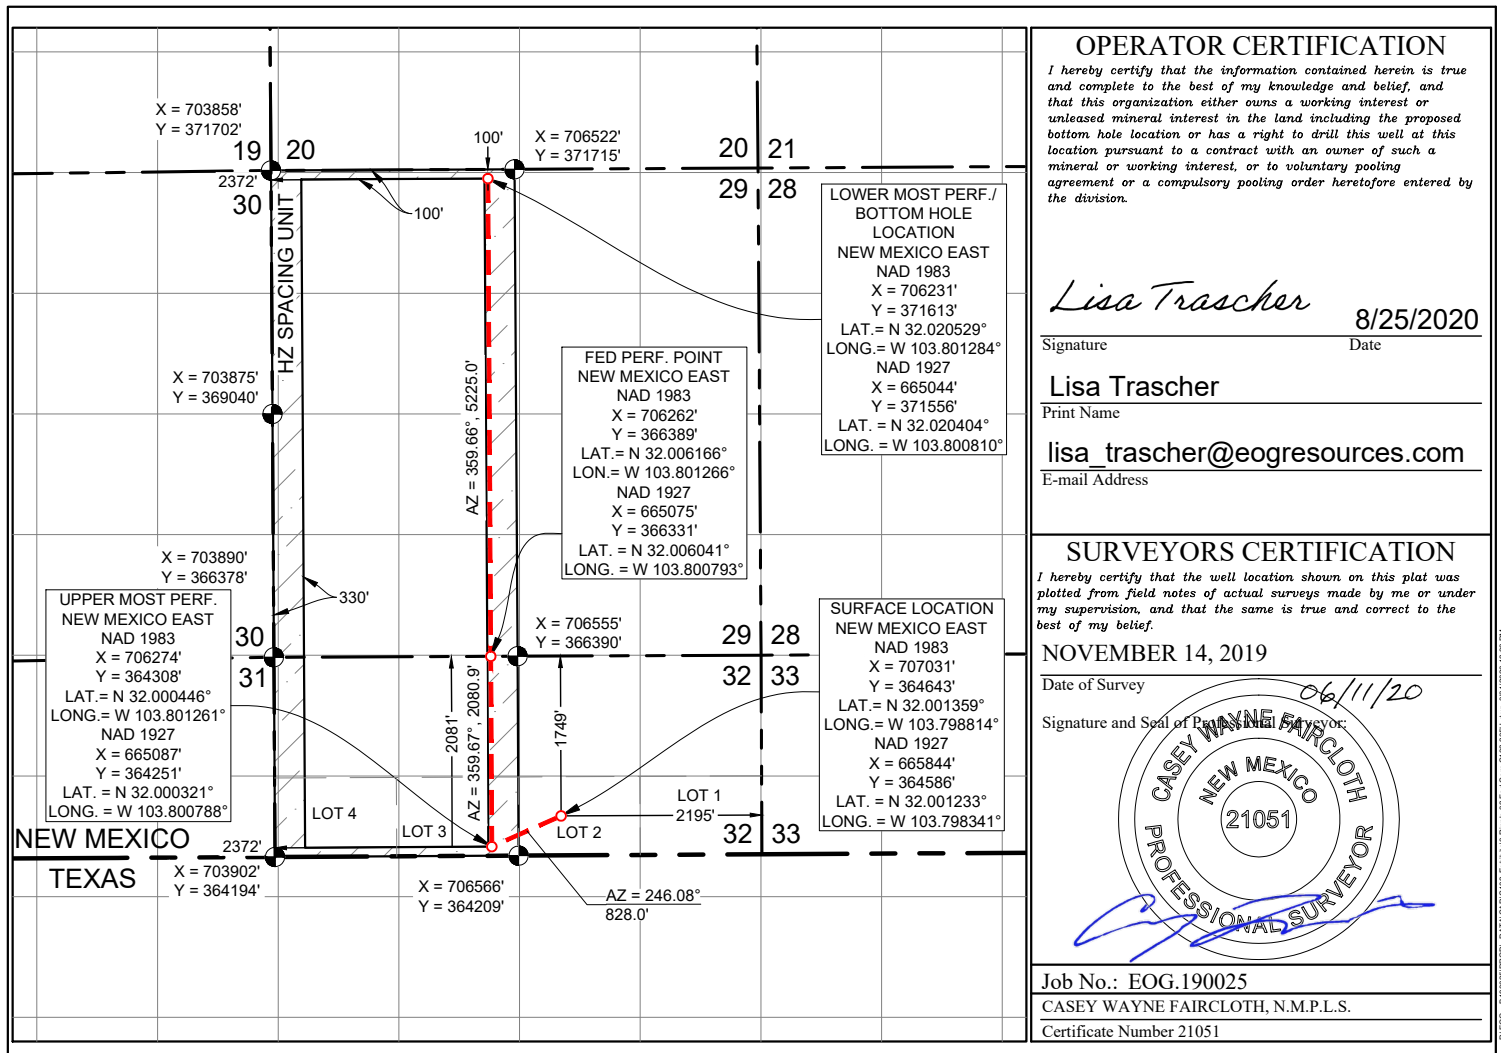 X = 703858'
Y = 371702'
19
20
100'
X = 706522'
Y = 371715'
20
21
2372'
30
29
28
100'
HZ SPACING UNIT
LOWER MOST PERF./
BOTTOM HOLE
LOCATION
NEW MEXICO EAST
NAD 1983
X = 706231'
Y = 371613'
LAT.= N 32.020529°
LONG.= W 103.801284°
NAD 1927
X = 665044'
Y = 371556'
LAT. = N 32.020404°
LONG. = W 103.800810°
X = 703875'
Y = 369040'
AZ = 359.66°, 5225.0'
FED PERF. POINT
NEW MEXICO EAST
NAD 1983
X = 706262'
Y = 366389'
LAT.= N 32.006166°
LON.= W 103.801266°
NAD 1927
X = 665075'
Y = 366331'
LAT. = N 32.006041°
LONG. = W 103.800793°
X = 703890'
Y = 366378'
330'
UPPER MOST PERF.
NEW MEXICO EAST
NAD 1983
X = 706274'
Y = 364308'
LAT.= N 32.000446°
LONG.= W 103.801261°
NAD 1927
X = 665087'
Y = 364251'
LAT. = N 32.000321°
LONG. = W 103.800788°
30
31
X = 706555'
Y = 366390'
29
28
32
33
2081'
AZ = 359.67°, 2080.9'
1749'
SURFACE LOCATION
NEW MEXICO EAST
NAD 1983
X = 707031'
Y = 364643'
LAT.= N 32.001359°
LONG.= W 103.798814°
NAD 1927
X = 665844'
Y = 364586'
LAT. = N 32.001233°
LONG. = W 103.798341°
LOT 4
LOT 3
LOT 2
LOT 1
2195'
32
33
NEW MEXICO
TEXAS
2372'
X = 703902'
Y = 364194'
X = 706566'
Y = 364209'
AZ = 246.08°
828.0'
OPERATOR CERTIFICATION
I hereby certify that the information contained herein is true
and complete to the best of my knowledge and belief, and
that this organization either owns a working interest or
unleased mineral interest in the land including the proposed
bottom hole location or has a right to drill this well at this
location pursuant to a contract with an owner of such a
mineral or working interest, or to voluntary pooling
agreement or a compulsory pooling order heretofore entered by
the division.
Lisa Trascher
8/25/2020
Signature
Date
Lisa Trascher
Print Name
lisa_trascher@eogresources.com
E-mail Address
SURVEYORS CERTIFICATION
I hereby certify that the well location shown on this plat was
plotted from field notes of actual surveys made by me or under
my supervision, and that the same is true and correct to the
best of my belief.
NOVEMBER 14, 2019
Date of Survey
06/11/20
Signature and Seal of Professional Surveyor:
CASEY WAYNE FAIRCLOTH
NEW MEXICO
21051
PROFESSIONAL SURVEYOR
Job No.: EOG.190025
CASEY WAYNE FAIRCLOTH, N.M.P.L.S.
Certificate Number 21051